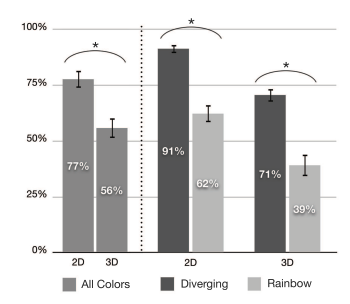 100%
* * *
75%
50%
25%
0%
77% 56% 91% 62% 71% 39%
2D 3D 2D 3D
All Colors Diverging Rainbow